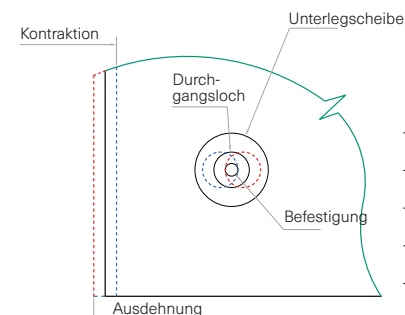 Unterlegscheibe
Kontraktion
Durch-
gangsloch
Befestigung
Ausdehnung